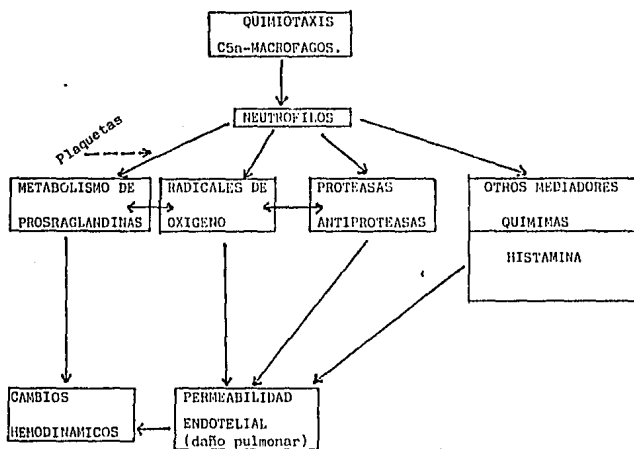 QUIMIOTAXIS
C5n-MACROFAGOS.
NEUTROFILOS
Plaquetas
METABOLISMO DE
PROSRAGLANDINAS
RADICALES DE
OXIGENO
PROTEASAS
ANTIPROTEASAS
OTROS MEDIADORES
QUIMIMAS
HISTAMINA
CAMBIOS
HEMODINAMICOS
PERMEABILIDAD
ENDOTELIAL
(daño pulmonar)